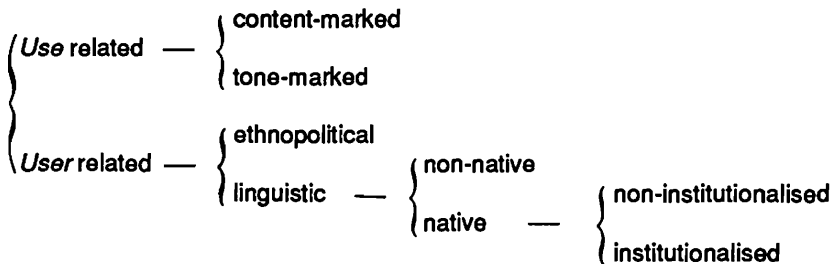 content-marked
Use related —
tone-marked
ethnopolitical
User related —
non-native
linguistic —
non-institutionalised
native —
institutionalised